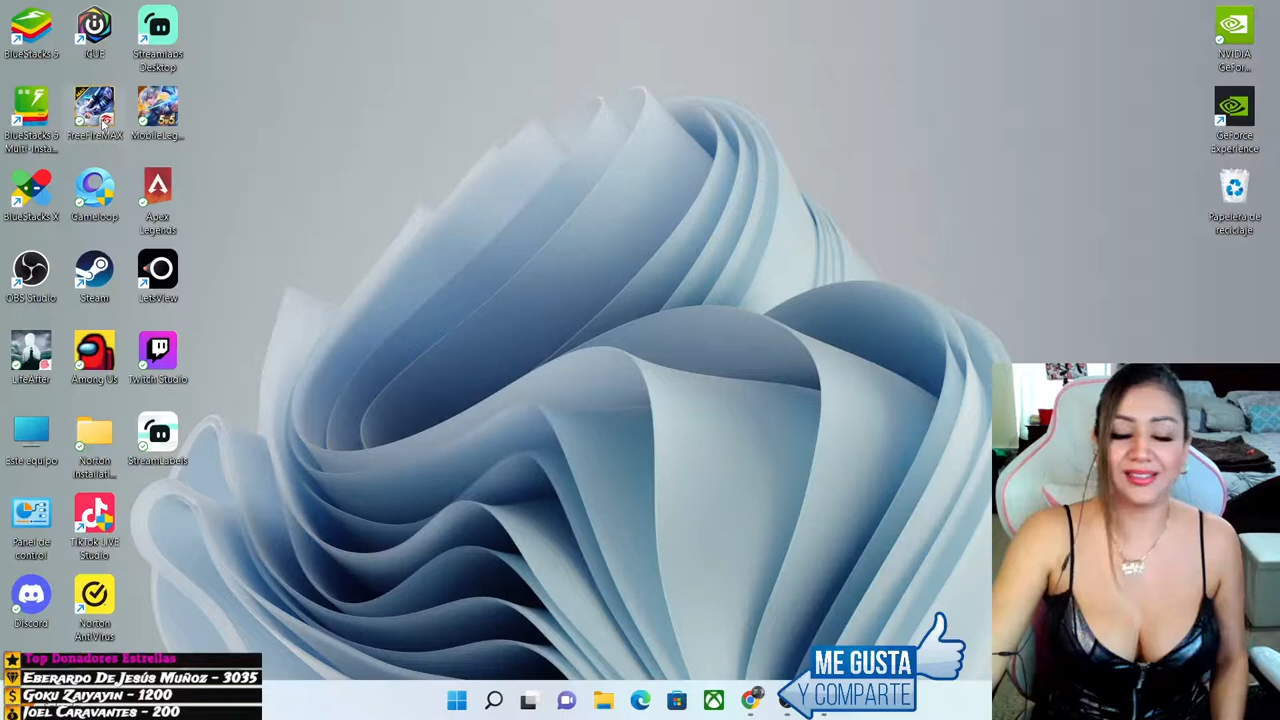 BlueStacks 5
iCUE
Streamlabs
Desktop
BlueStacks 5
Multi-Insta...
FreeFireMAX
MobileLeg...
5v5
BlueStacks X
Gameloop
Apex
Legends
OBS Studio
Steam
LetsView
LifeAfter
Among Us
Twitch Studio
Este equipo
Norton
Installati...
StreamLabels
Panel de
control
TikTok LIVE
Studio
Discord
Norton
AntiVirus
NVIDIA
GeFor...
GeForce
Experience
Papelera de
reciclaje
Top Donadores Estrellas
Eberardo De Jesús Muñoz - 3035
Goku Zayyayin - 1200
Joel Caravantes - 200
ME GUSTA
Y COMPARTE